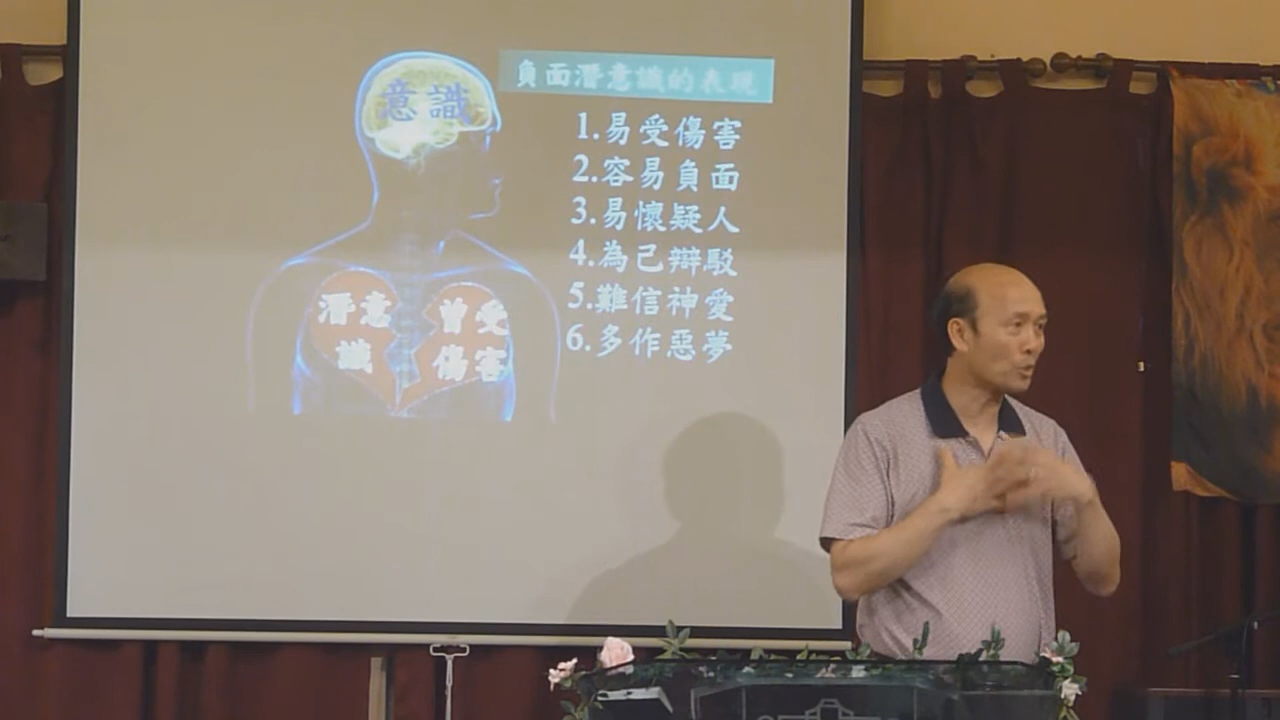 意識
負面潛意識的表現
1.易受傷害
2.容易負面
3.易懷疑人
4.為己辯駁
5.難信神愛
6.多作惡夢
潛意
識
曾受
傷害